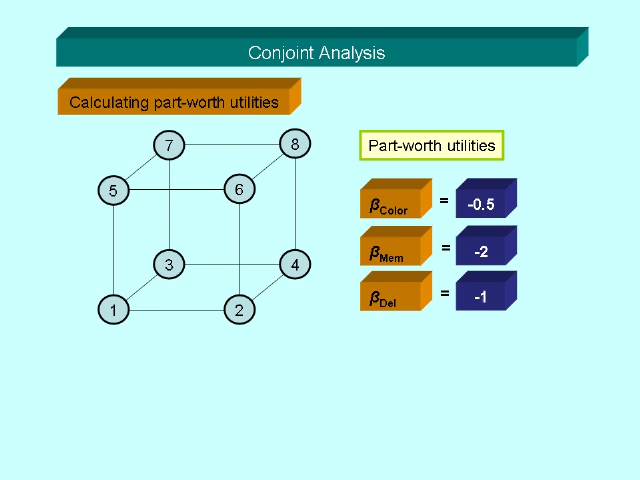 Conjoint Analysis
Calculating part-worth utilities
7
8
5
6
3
4
1
2
Part-worth utilities
βColor = -0.5
βMem = -2
βDel = -1